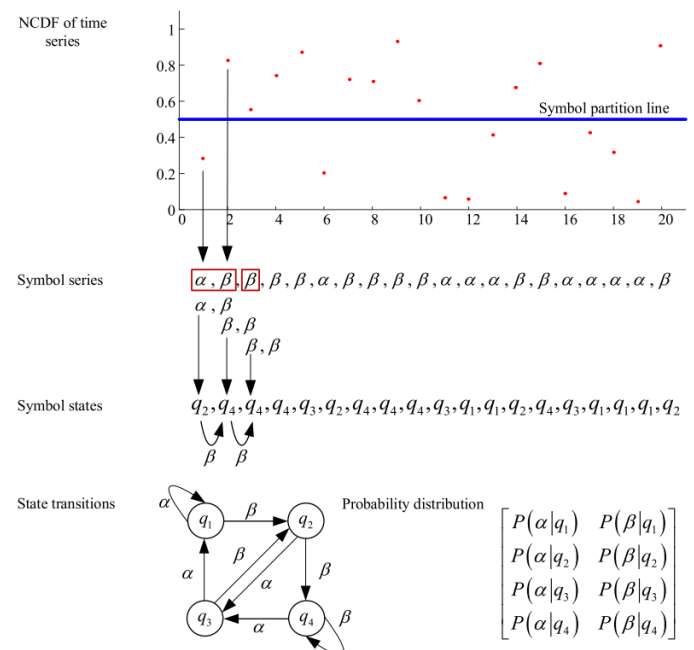 NCDF of time
series
1
0.8
0.6
0.4
0.2
0
Symbol partition line
0 2 4 6 8 10 12 14 16 18 20
Symbol series
α , β , β , β , β , α , β , β , β , β , α , α , α , β , β , α , α , α , α , β
α , β
β , β
β , β
Symbol states
q₂, q₄, q₄, q₄, q₃, q₂, q₄, q₄, q₄, q₃, q₁, q₁, q₂, q₄, q₃, q₁, q₁, q₁, q₂
β β
State transitions
α
q₁
β
q₂
α
β
α
β
q₃
α
q₄
β
Probability distribution
P(α|q₁) P(β|q₁)
P(α|q₂) P(β|q₂)
P(α|q₃) P(β|q₃)
P(α|q₄) P(β|q₄)